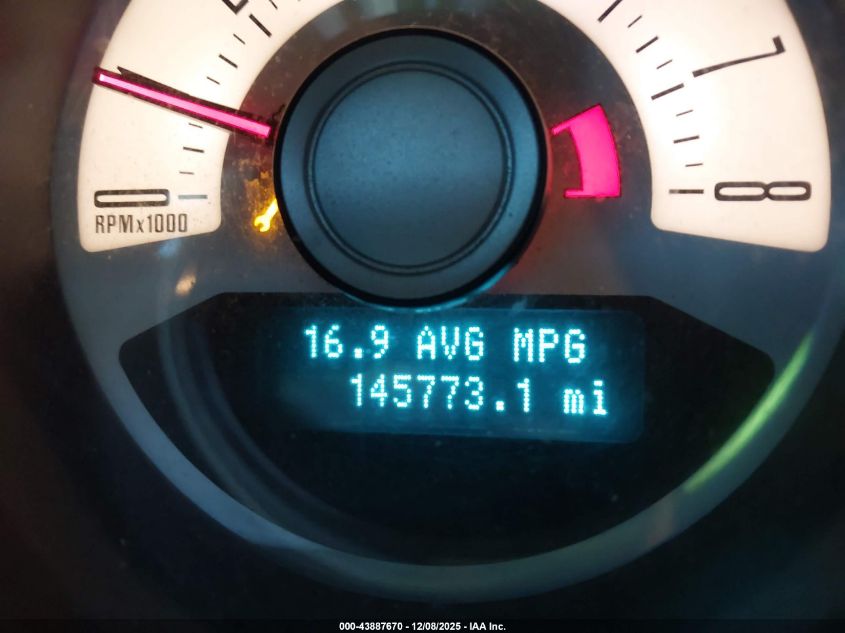 7
0
8
RPMx1000
16.9 AVG MPG
145773.1 mi
000-43887670 - 12/08/2025 - IAA Inc.